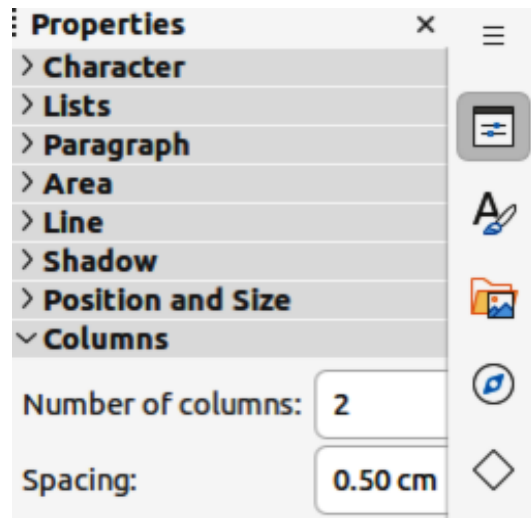 Properties
Character
Lists
Paragraph
Area
Line
Shadow
Position and Size
Columns
Number of columns: 2
Spacing: 0.50 cm